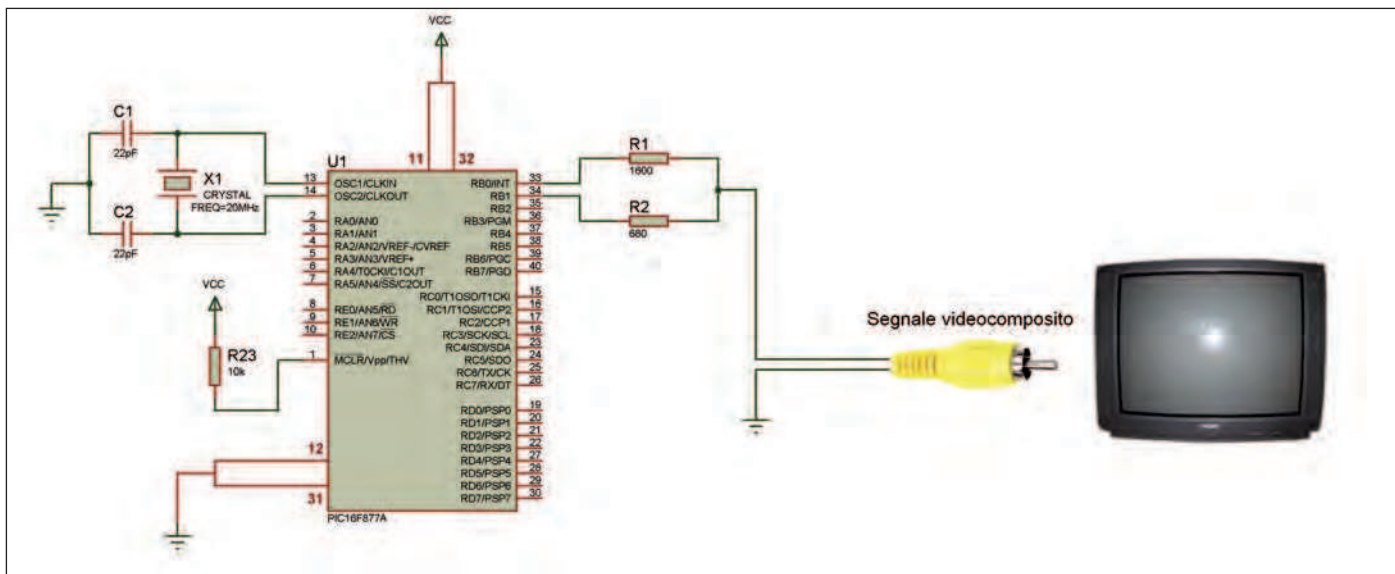 VCC
C1
22pF
X1
CRYSTAL
FREQ=20MHz
C2
22pF
VCC
R23
10k
U1
11
32
13
OSC1/CLKIN
14
OSC2/CLKOUT
2
RA0/AN0
3
RA1/AN1
4
RA2/AN2/VREF-/CVREF
5
RA3/AN3/VREF+
6
RA4/T0CKI/C1OUT
7
RA5/AN4/SS/C2OUT
8
RE0/AN5/RD
9
RE1/AN6/WR
10
RE2/AN7/CS
1
MCLR/Vpp/THV
12
31
RB0/INT
33
RB1
34
RB2
35
RB3/PGM
36
RB4
37
RB5
38
RB6/PGC
39
RB7/PGD
40
RC0/T1OSO/T1CKI
15
RC1/T1OSI/CCP2
16
RC2/CCP1
17
RC3/SCK/SCL
18
RC4/SDI/SDA
23
RC5/SDO
24
RC6/TX/CK
25
RC7/RX/DT
26
RD0/PSP0
19
RD1/PSP1
20
RD2/PSP2
21
RD3/PSP3
22
RD4/PSP4
27
RD5/PSP5
28
RD6/PSP6
29
RD7/PSP7
30
PIC16F877A
R1
1600
R2
680
Segnale videocomposito